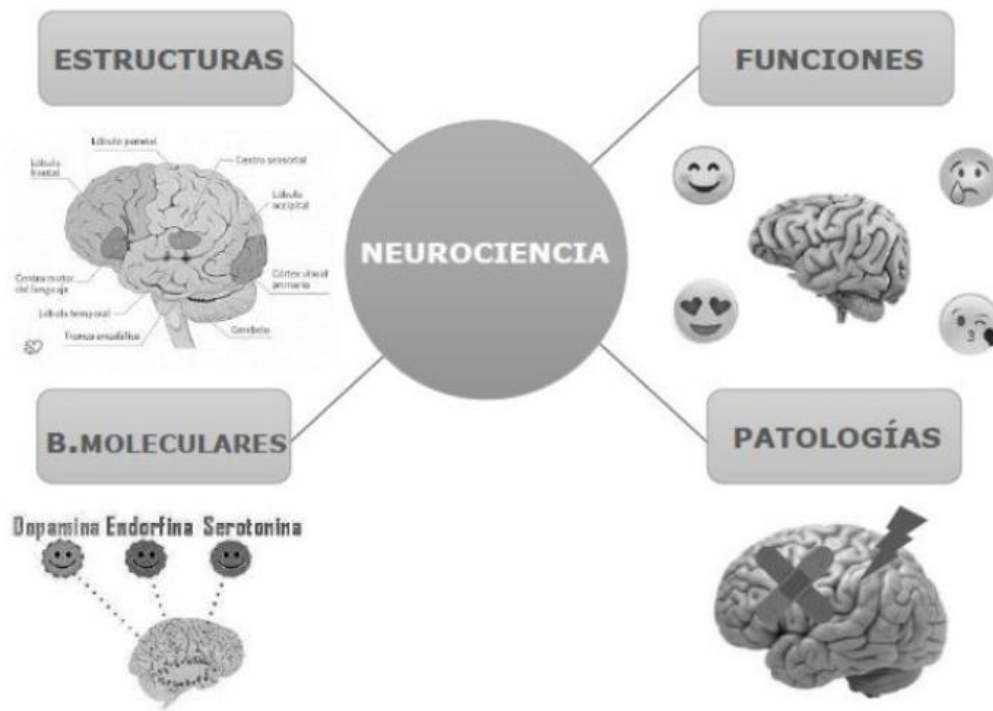 ESTRUCTURAS
FUNCIONES
Lóbulo parietal
Centro sensorial
Lóbulo
frontal
Lóbulo
occipital
NEUROCIENCIA
Centro motor
del lenguaje
Córtex visual
primario
Lóbulo temporal
Cerebelo
Tronco encefálico
B.MOLECULARES
PATOLOGÍAS
Dopamina Endorfina Serotonina